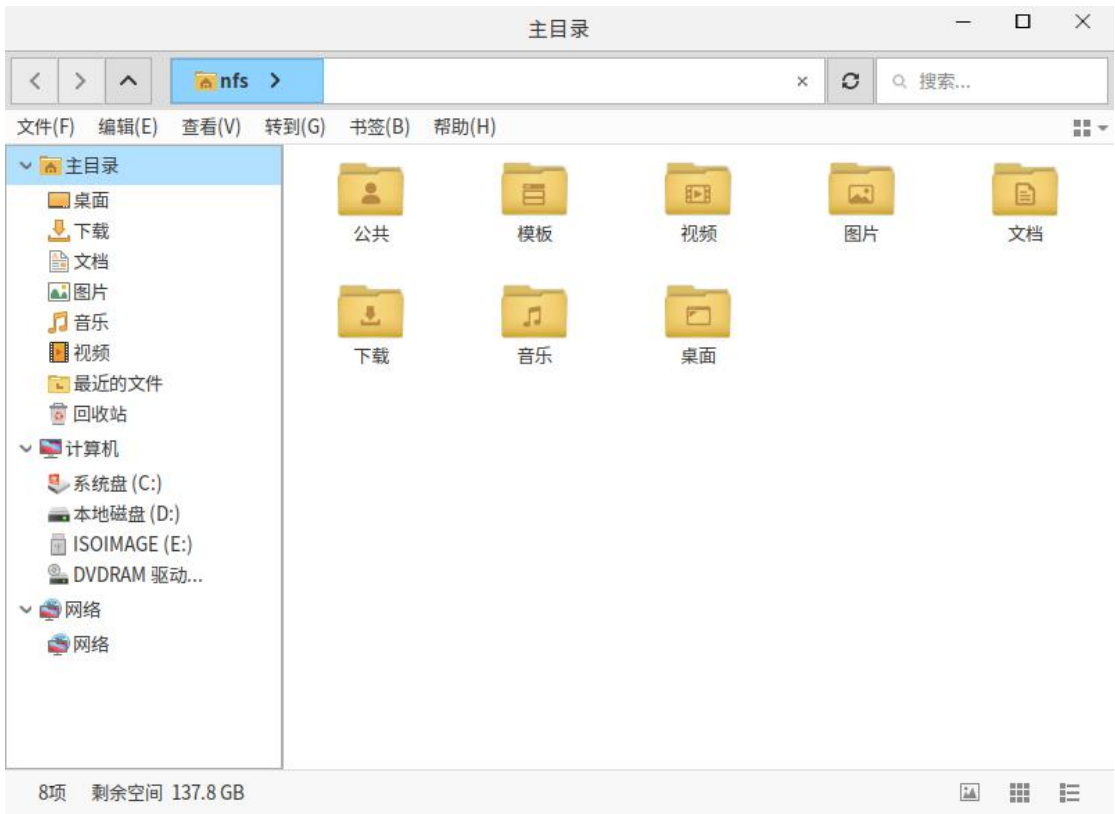 主目录
nfs
搜索...
文件(F) 编辑(E) 查看(V) 转到(G) 书签(B) 帮助(H)
主目录
桌面
下载
文档
图片
音乐
视频
最近的文件
回收站
计算机
系统盘 (C:)
本地磁盘 (D:)
ISOIMAGE (E:)
DVDRAM 驱动...
网络
网络
公共 模板 视频 图片 文档
下载 音乐 桌面
8项 剩余空间 137.8 GB